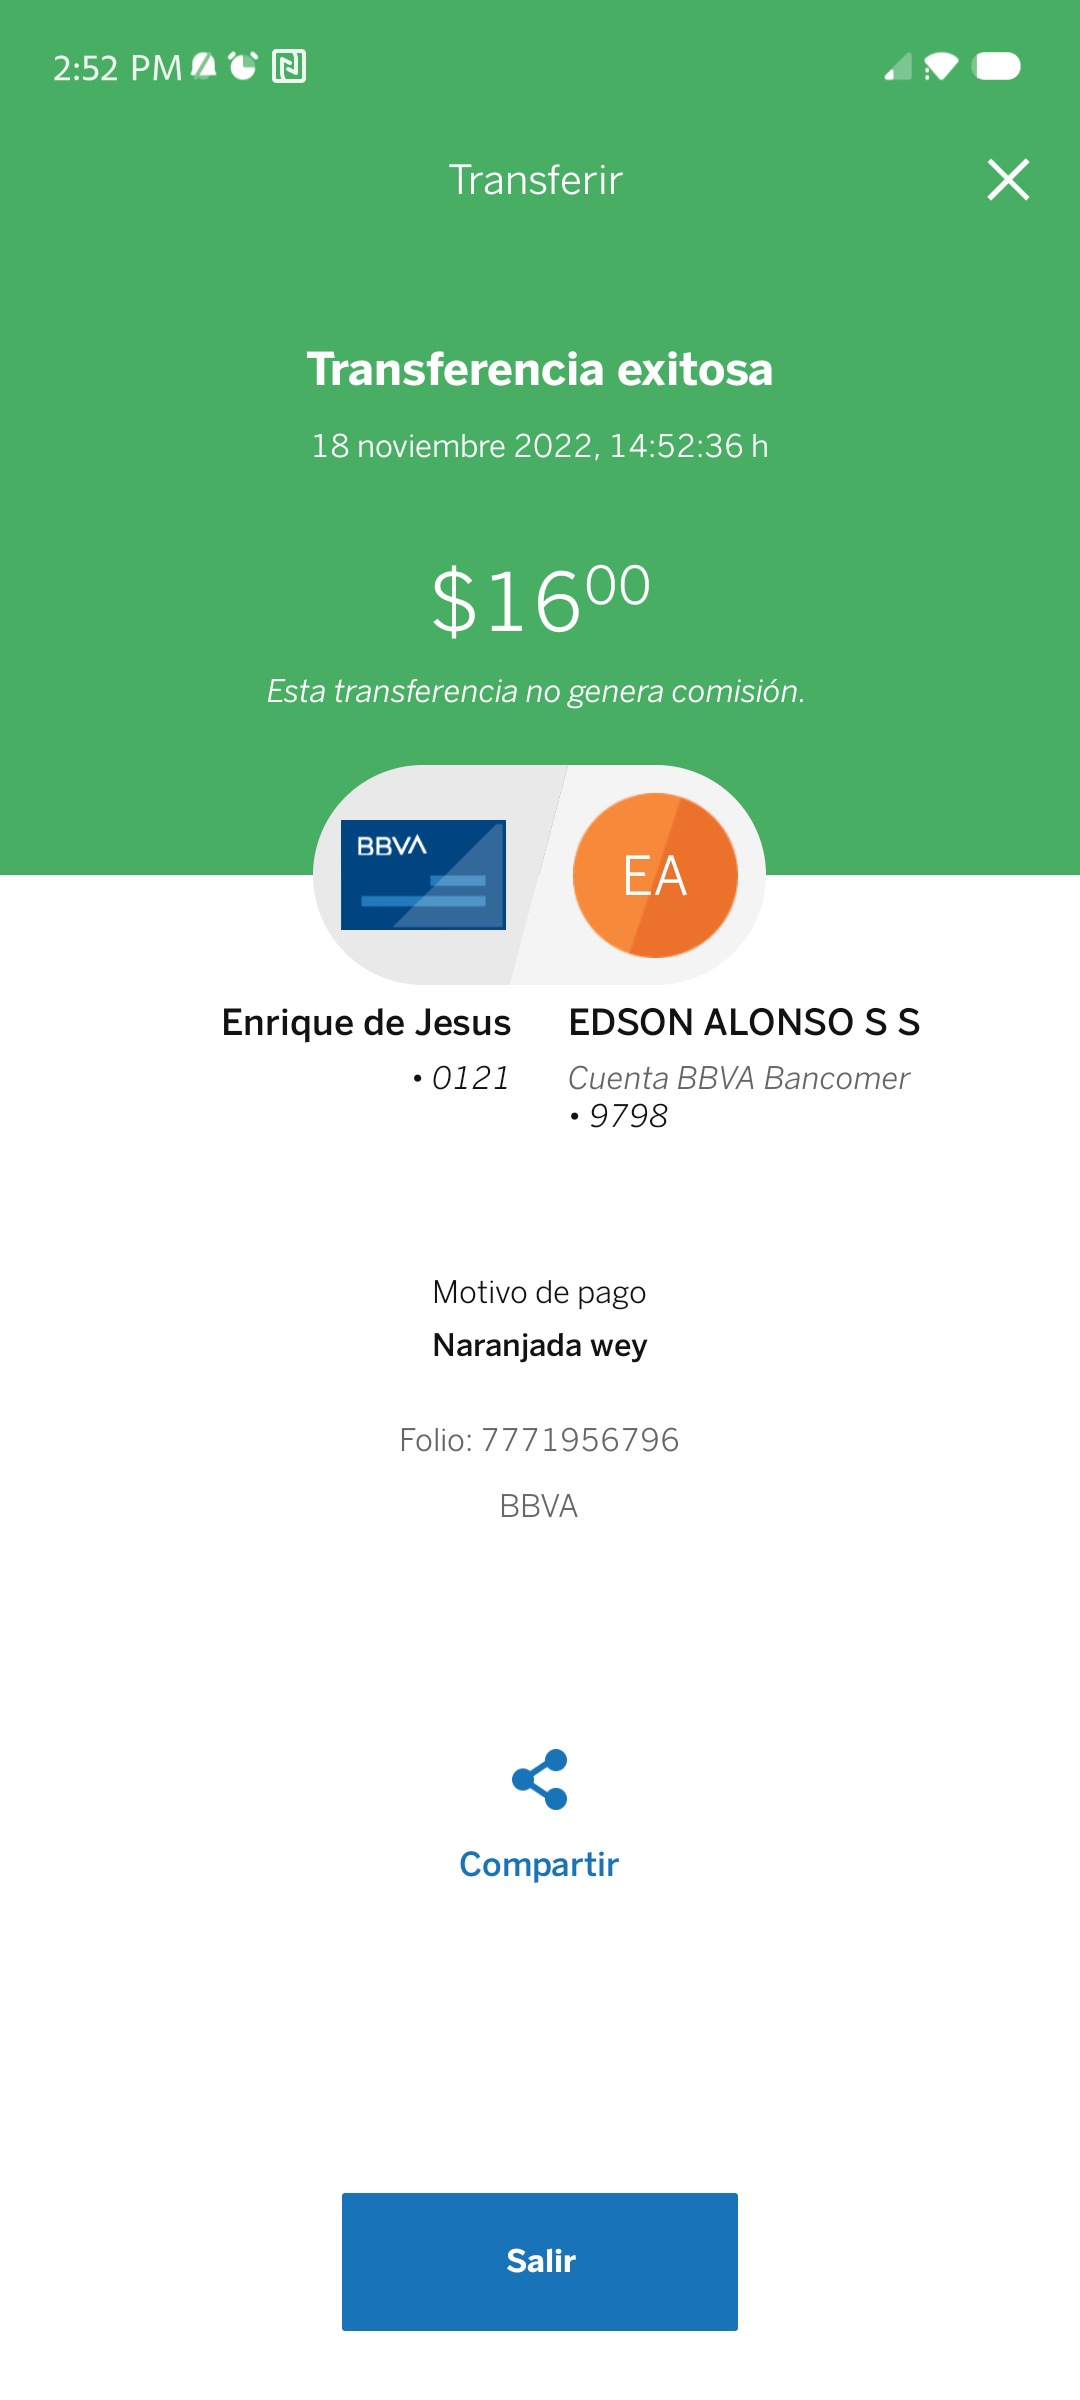 2:52 PM
Transferir
Transferencia exitosa
18 noviembre 2022, 14:52:36 h
$16⁰⁰
Esta transferencia no genera comisión.
BBVA
EA
Enrique de Jesus
• 0121
EDSON ALONSO S S
Cuenta BBVA Bancomer
• 9798
Motivo de pago
Naranjada wey
Folio: 7771956796
BBVA
Compartir
Salir